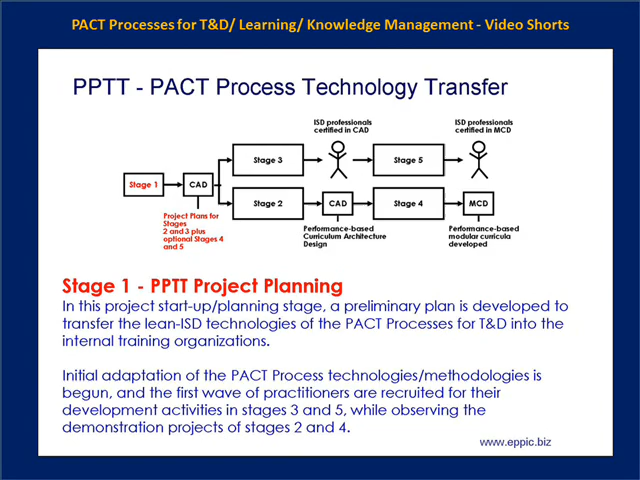 PACT Processes for T&D/ Learning/ Knowledge Management - Video Shorts
PPTT - PACT Process Technology Transfer
ISD professionals
certified in CAD
ISD professionals
certified in MCD
Stage 3
Stage 5
Stage 1
CAD
Stage 2
CAD
Stage 4
MCD
Project Plans for
Stages
2 and 3 plus
optional Stages 4
and 5
Performance-based
Curriculum Architecture
Design
Performance-based
modular curricula
developed
Stage 1 - PPTT Project Planning
In this project start-up/planning stage, a preliminary plan is developed to
transfer the lean-ISD technologies of the PACT Processes for T&D into the
internal training organizations.
Initial adaptation of the PACT Process technologies/methodologies is
begun, and the first wave of practitioners are recruited for their
development activities in stages 3 and 5, while observing the
demonstration projects of stages 2 and 4.
www.eppic.biz